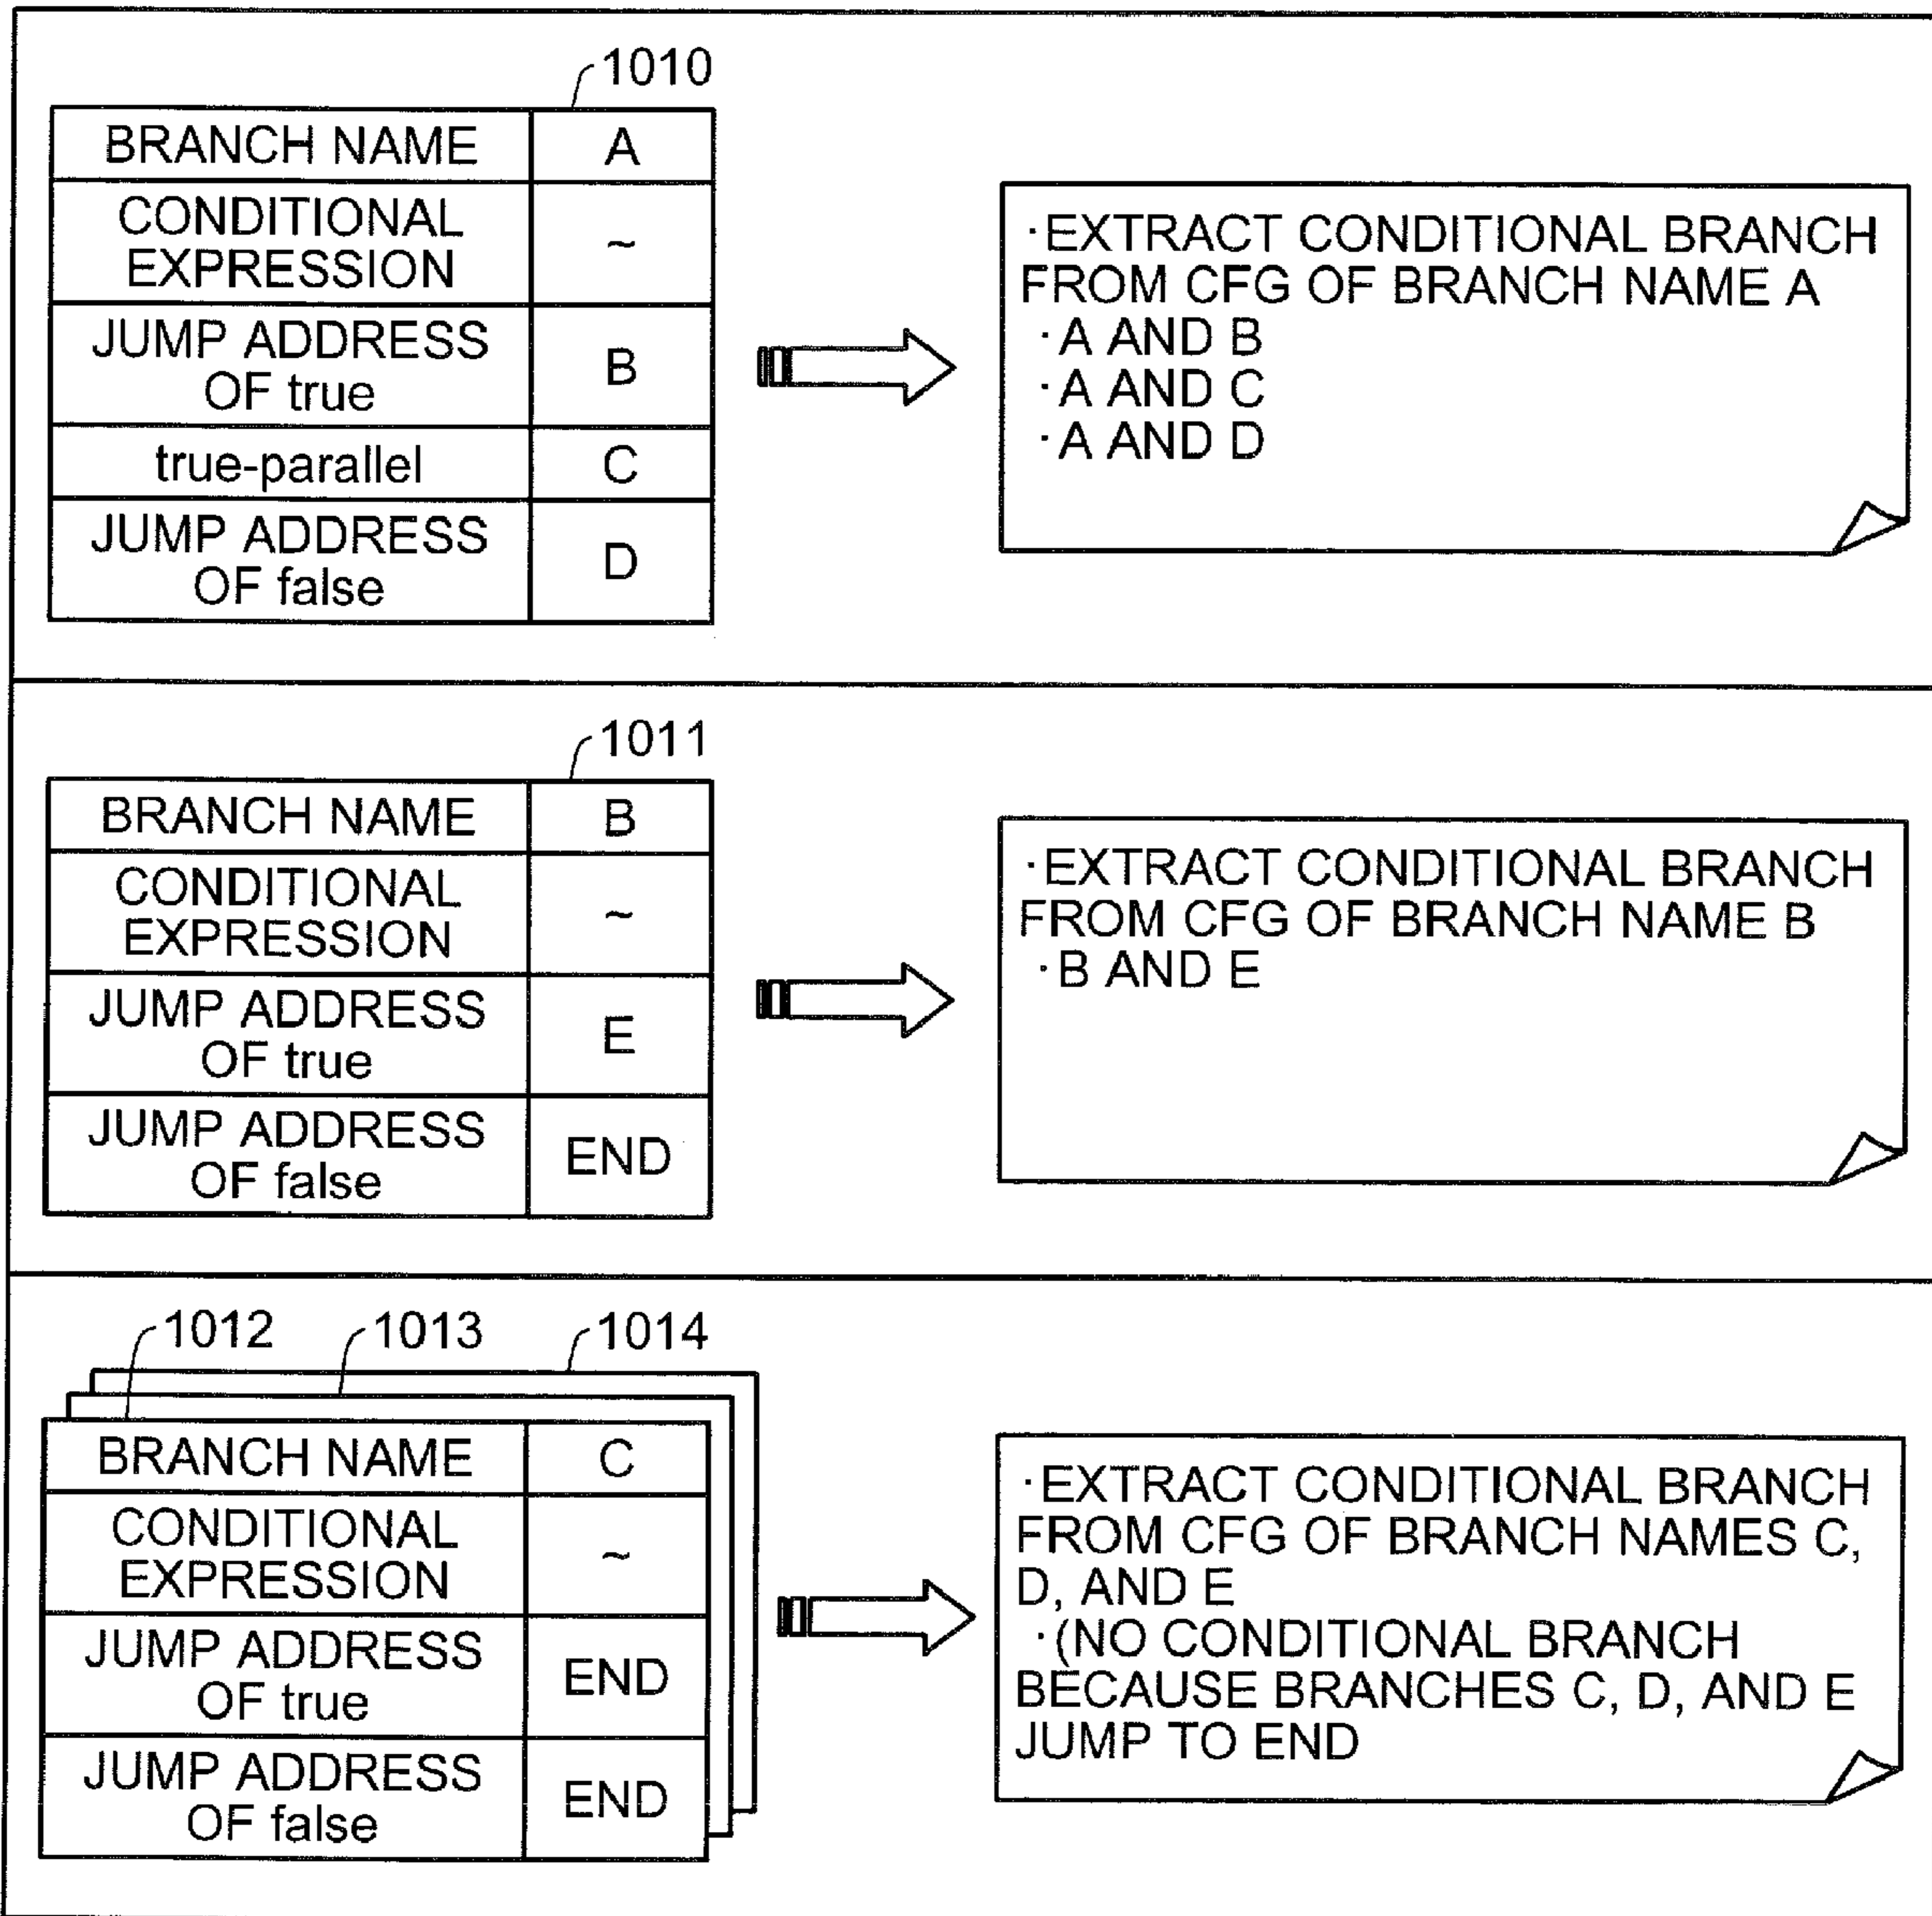 1010
BRANCH NAME A
CONDITIONAL
EXPRESSION ~
JUMP ADDRESS
OF true B
true-parallel C
JUMP ADDRESS
OF false D
·EXTRACT CONDITIONAL BRANCH
FROM CFG OF BRANCH NAME A
·A AND B
·A AND C
·A AND D
1011
BRANCH NAME B
CONDITIONAL
EXPRESSION ~
JUMP ADDRESS
OF true E
JUMP ADDRESS
OF false END
·EXTRACT CONDITIONAL BRANCH
FROM CFG OF BRANCH NAME B
·B AND E
1012 1013 1014
BRANCH NAME C
CONDITIONAL
EXPRESSION ~
JUMP ADDRESS
OF true END
JUMP ADDRESS
OF false END
·EXTRACT CONDITIONAL BRANCH
FROM CFG OF BRANCH NAMES C,
D, AND E
·(NO CONDITIONAL BRANCH
BECAUSE BRANCHES C, D, AND E
JUMP TO END